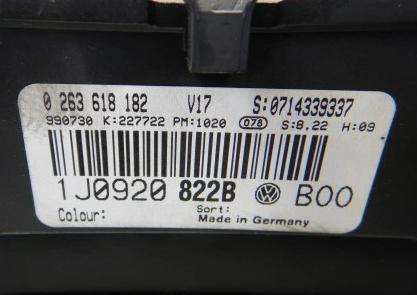 0 263 618 182 V17 S:0714339337
990730 K:227722 PM:1020 078 S:8.22 H:09
1J0920 822B VW B00
Colour: Sort:
Made in Germany